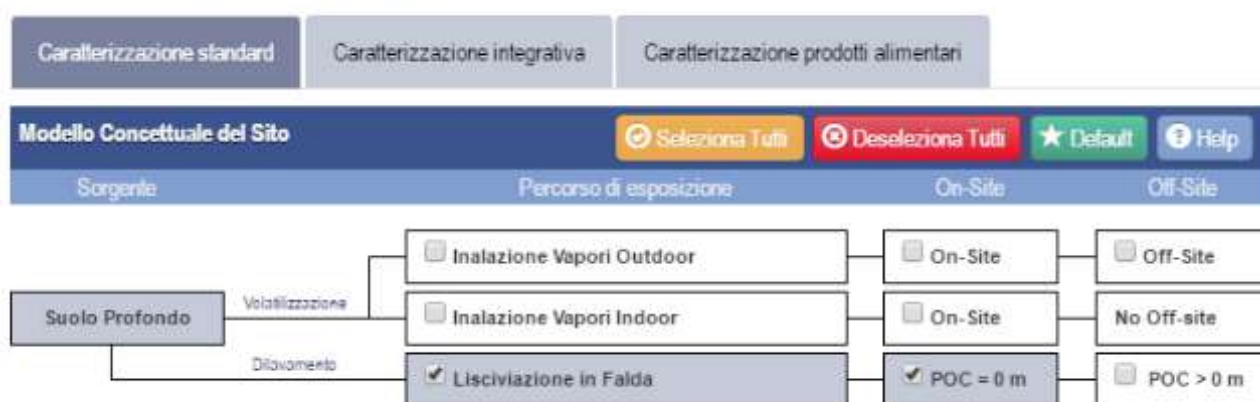 Caratterizzazione standard Caratterizzazione integrativa Caratterizzazione prodotti alimentari
Modello Concettuale del Sito Seleziona Tutti Deseleziona Tutti Default Help
Sorgente Percorso di esposizione On-Site Off-Site
Inalazione Vapori Outdoor On-Site Off-Site
Volatilizzazione
Suolo Profondo Inalazione Vapori Indoor On-Site No Off-site
Dilavamento
Lisciviazione in Falda POC = 0 m POC > 0 m